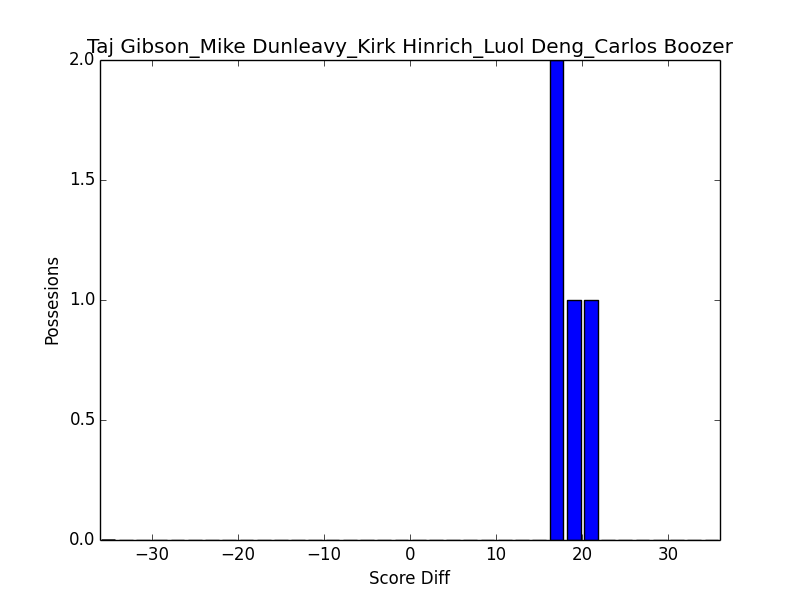 Taj Gibson_Mike Dunleavy_Kirk Hinrich_Luol Deng_Carlos Boozer
2.0
1.5
1.0
0.5
0.0
Possesions
−30 −20 −10 0 10 20 30
Score Diff